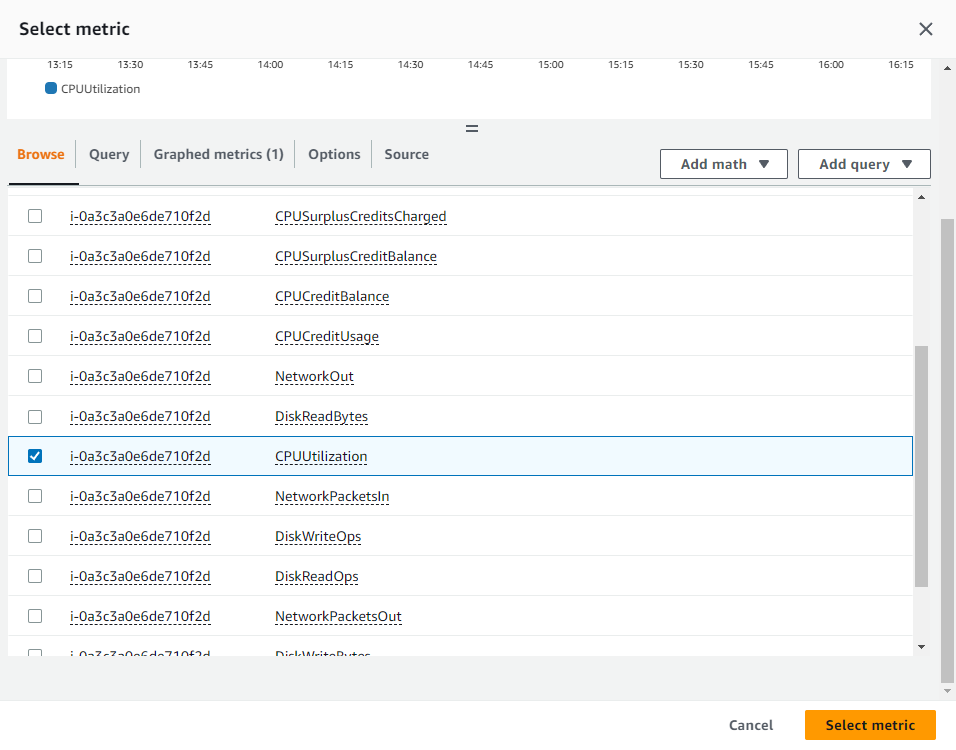 Select metric
13:15 13:30 13:45 14:00 14:15 14:30 14:45 15:00 15:15 15:30 15:45 16:00 16:15
CPUUtilization
Browse Query Graphed metrics (1) Options Source Add math Add query
i-0a3c3a0e6de710f2d CPUSurplusCreditsCharged
i-0a3c3a0e6de710f2d CPUSurplusCreditBalance
i-0a3c3a0e6de710f2d CPUCreditBalance
i-0a3c3a0e6de710f2d CPUCreditUsage
i-0a3c3a0e6de710f2d NetworkOut
i-0a3c3a0e6de710f2d DiskReadBytes
i-0a3c3a0e6de710f2d CPUUtilization
i-0a3c3a0e6de710f2d NetworkPacketsIn
i-0a3c3a0e6de710f2d DiskWriteOps
i-0a3c3a0e6de710f2d DiskReadOps
i-0a3c3a0e6de710f2d NetworkPacketsOut
i-0a3c3a0e6de710f2d DiskWriteBytes
Cancel Select metric